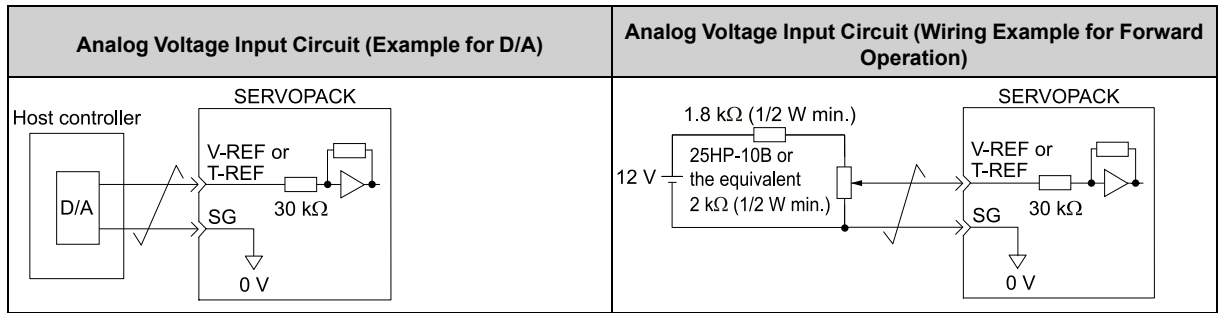 Analog Voltage Input Circuit (Example for D/A)
Analog Voltage Input Circuit (Wiring Example for Forward
Operation)
SERVOPACK
Host controller
V-REF or
T-REF
D/A
30 kΩ
SG
0 V
SERVOPACK
1.8 kΩ (1/2 W min.)
25HP-10B or
the equivalent
2 kΩ (1/2 W min.)
12 V
V-REF or
T-REF
30 kΩ
SG
0 V